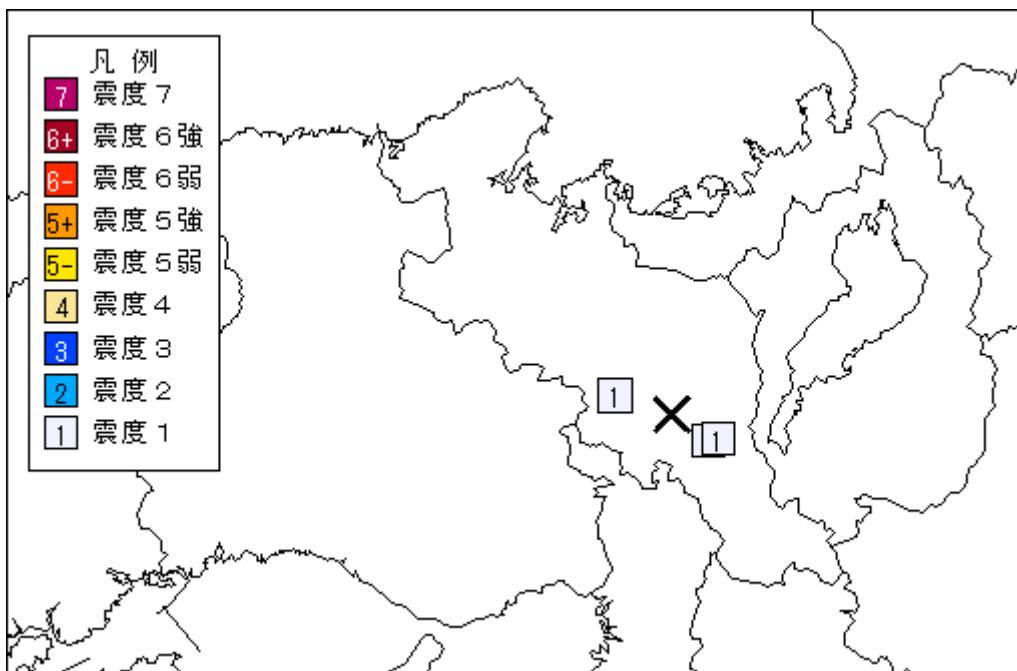 凡 例
7 震度７
6+ 震度６強
6- 震度６弱
5+ 震度５強
5- 震度５弱
4 震度４
3 震度３
2 震度２
1 震度１
1
1